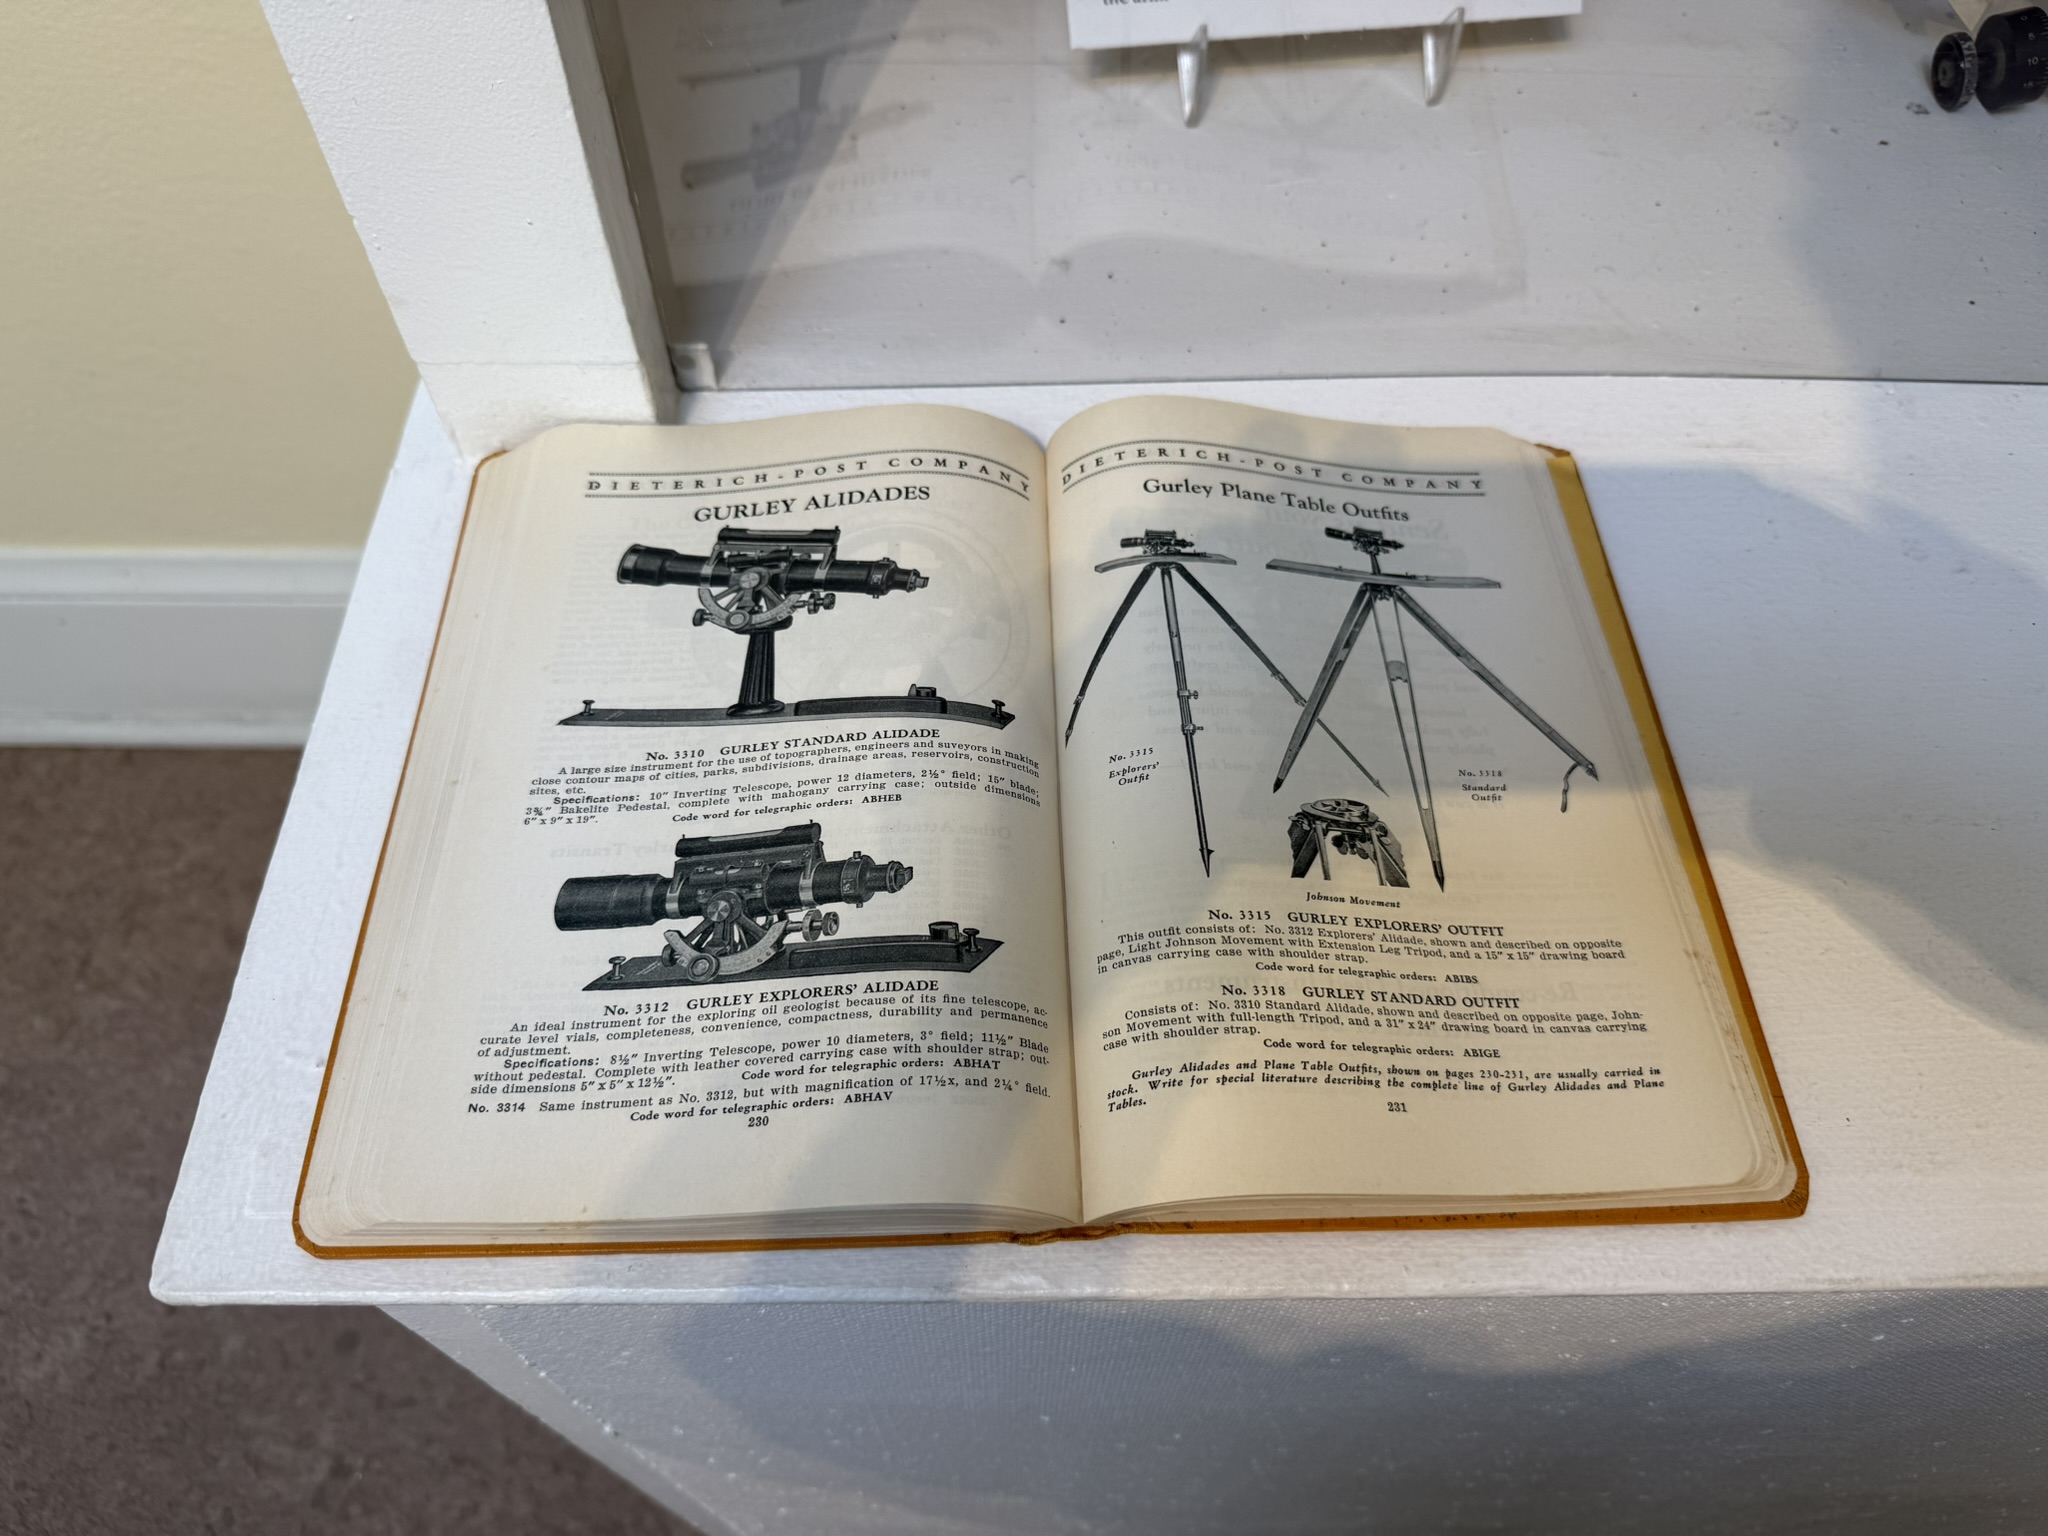 DIETERICH-POST COMPANY
GURLEY ALIDADES
No. 3310 GURLEY STANDARD ALIDADE
A large size instrument for the use of topographers, engineers and suveyors in making
close contour maps of cities, parks, subdivisions, drainage areas, reservoirs, construction
sites, etc.
Specifications: 10" Inverting Telescope, power 12 diameters, 2½° field; 15" blade;
3¾" Bakelite Pedestal, complete with mahogany carrying case; outside dimensions
6" x 9" x 19".
Code word for telegraphic orders: ABHEB
No. 3312 GURLEY EXPLORERS' ALIDADE
An ideal instrument for the exploring oil geologist because of its fine telescope, ac-
curate level vials, completeness, convenience, compactness, durability and permanence
of adjustment.
Specifications: 8½" Inverting Telescope, power 10 diameters, 3° field; 11½" Blade
without pedestal. Complete with leather covered carrying case with shoulder strap; out-
side dimensions 5" x 5" x 12½".
Code word for telegraphic orders: ABHAT
No. 3314 Same instrument as No. 3312, but with magnification of 17½x, and 2¼° field.
Code word for telegraphic orders: ABHAV
230
DIETERICH-POST COMPANY
Gurley Plane Table Outfits
No. 3315
Explorers'
Outfit
No. 3318
Standard
Outfit
Johnson Movement
No. 3315 GURLEY EXPLORERS' OUTFIT
This outfit consists of: No. 3312 Explorers' Alidade, shown and described on opposite
page, Light Johnson Movement with Extension Leg Tripod, and a 15" x 15" drawing board
in canvas carrying case with shoulder strap.
Code word for telegraphic orders: ABIBS
No. 3318 GURLEY STANDARD OUTFIT
Consists of: No. 3310 Standard Alidade, shown and described on opposite page, John-
son Movement with full-length Tripod, and a 31" x 24" drawing board in canvas carrying
case with shoulder strap.
Code word for telegraphic orders: ABIGE
Gurley Alidades and Plane Table Outfits, shown on pages 230-231, are usually carried in
stock. Write for special literature describing the complete line of Gurley Alidades and Plane
Tables.
231